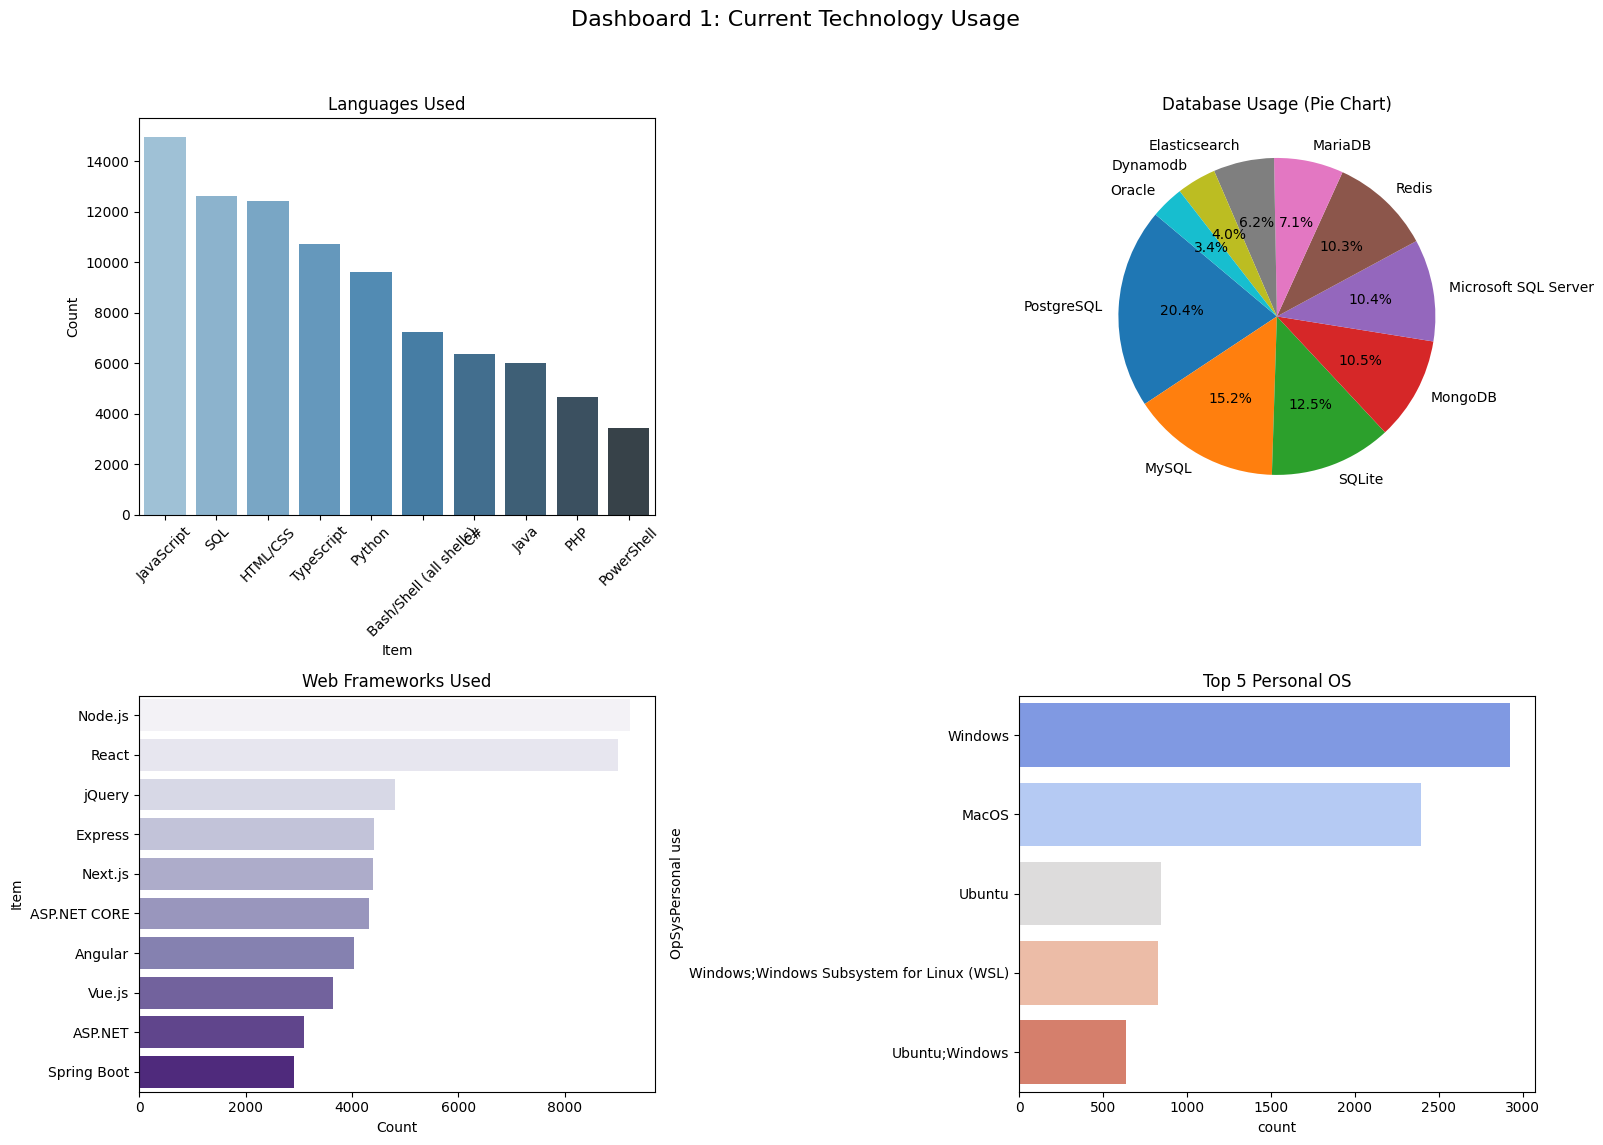 Dashboard 1: Current Technology Usage
Languages Used
Count
14000
12000
10000
8000
6000
4000
2000
0
JavaScript
SQL
HTML/CSS
TypeScript
Python
Bash/Shell (all shells)
C#
Java
PHP
PowerShell
Item
Database Usage (Pie Chart)
PostgreSQL
20.4%
MySQL
15.2%
SQLite
12.5%
MongoDB
10.5%
Microsoft SQL Server
10.4%
Redis
10.3%
MariaDB
7.1%
Elasticsearch
6.2%
Dynamodb
4.0%
Oracle
3.4%
Web Frameworks Used
Item
Node.js
React
jQuery
Express
Next.js
ASP.NET CORE
Angular
Vue.js
ASP.NET
Spring Boot
0
2000
4000
6000
8000
Count
Top 5 Personal OS
OpSysPersonal use
Windows
MacOS
Ubuntu
Windows;Windows Subsystem for Linux (WSL)
Ubuntu;Windows
0
500
1000
1500
2000
2500
3000
count